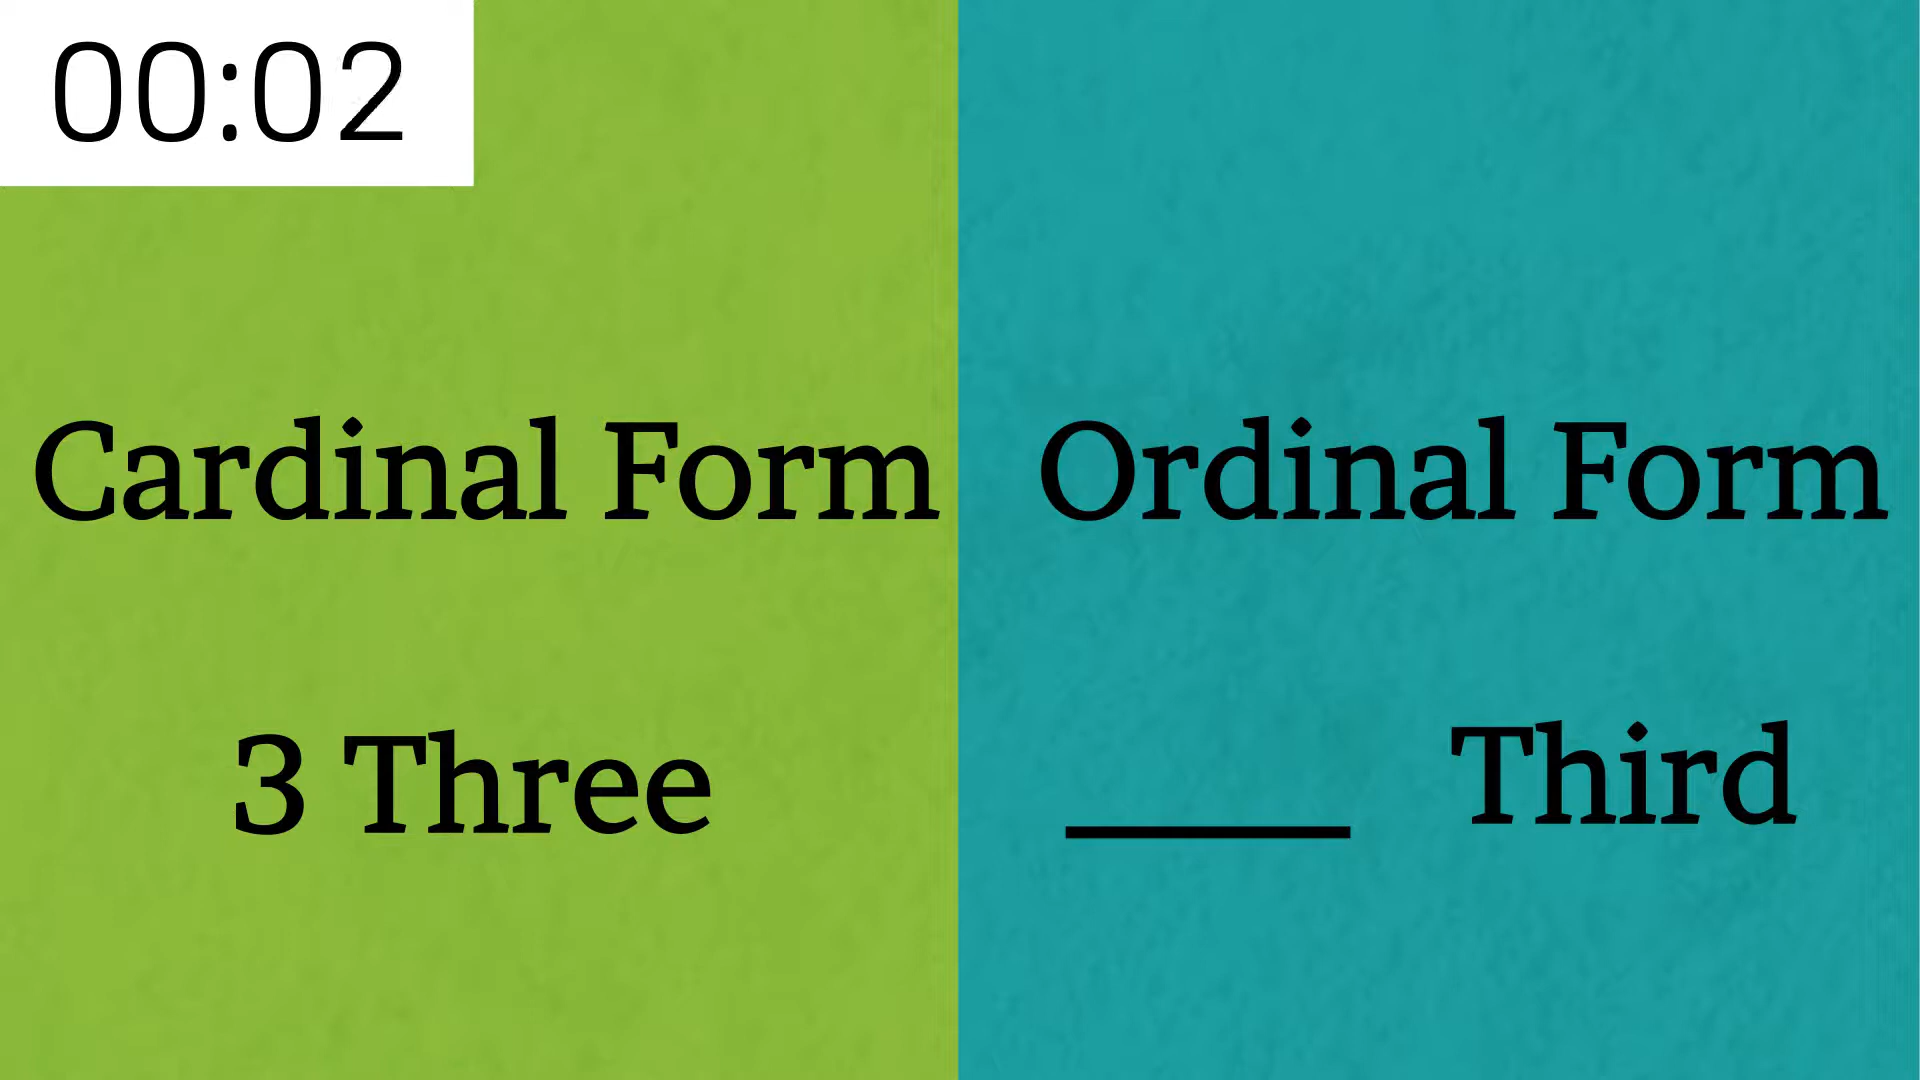 00:02
Cardinal Form
Ordinal Form
3 Three
____ Third